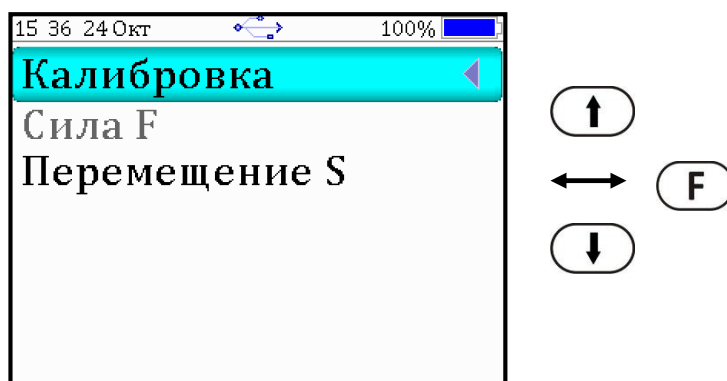 15 36 24 Окт 100%
Калибровка
Сила F
Перемещение S
F